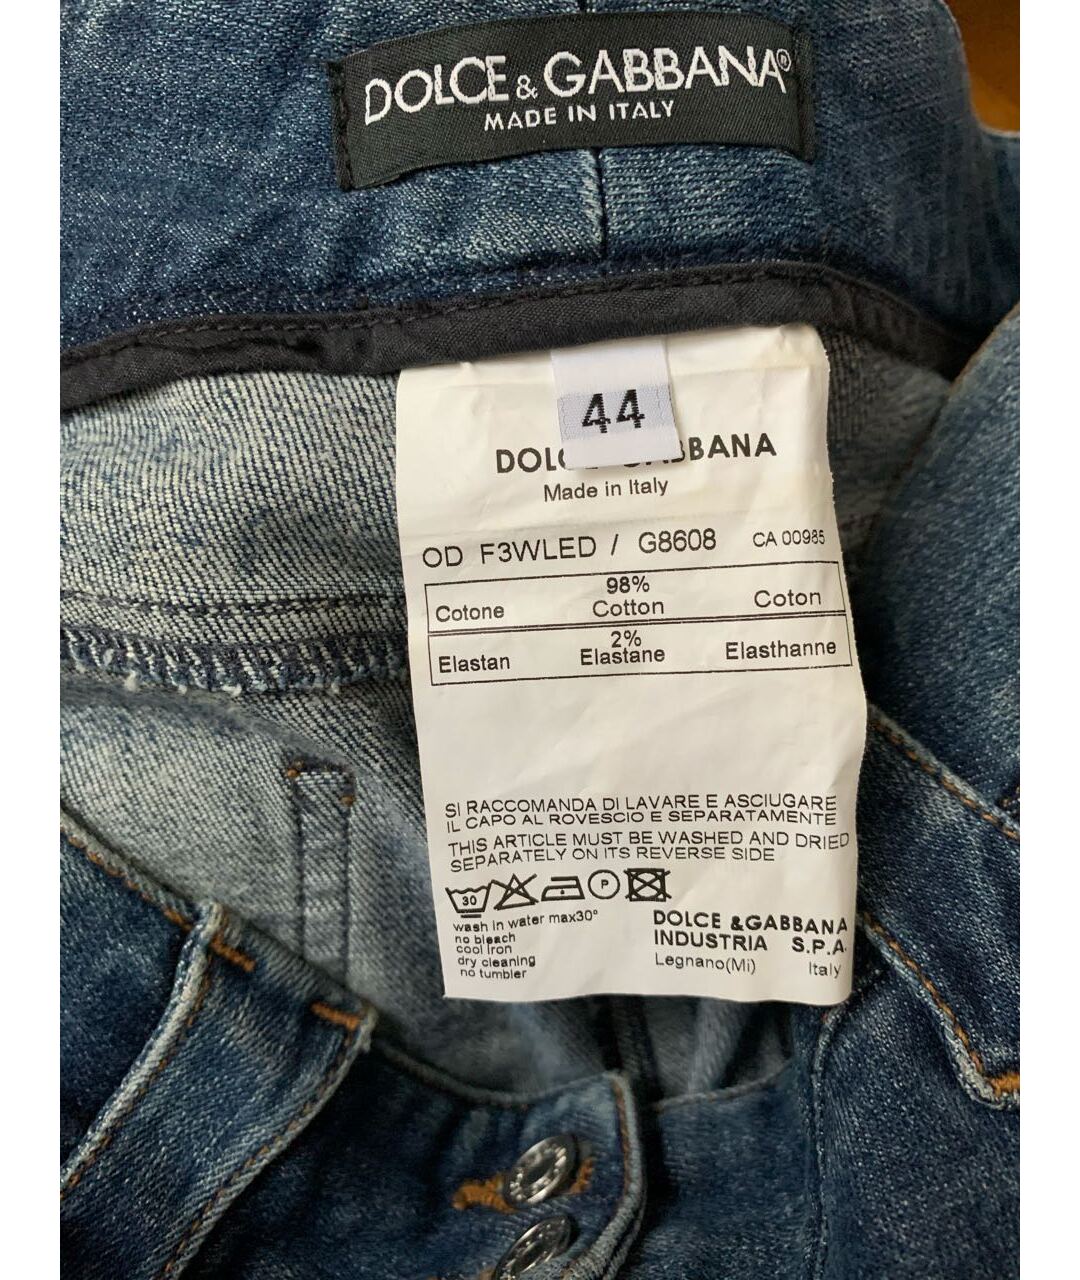 DOLCE & GABBANA®
MADE IN ITALY
44
DOL BBANA
Made in Italy
OD F3WLED / G8608 CA 00985
98%
Cotone Cotton Coton
2%
Elastan Elastane Elasthanne
SI RACCOMANDA DI LAVARE E ASCIUGARE
IL CAPO AL ROVESCIO E SEPARATAMENTE
THIS ARTICLE MUST BE WASHED AND DRIED
SEPARATELY ON ITS REVERSE SIDE
30 P
wash in water max30°
no bleach
cool iron
dry cleaning
no tumbler
DOLCE &GABBANA
INDUSTRIA S.P.A.
Legnano(Mi) Italy